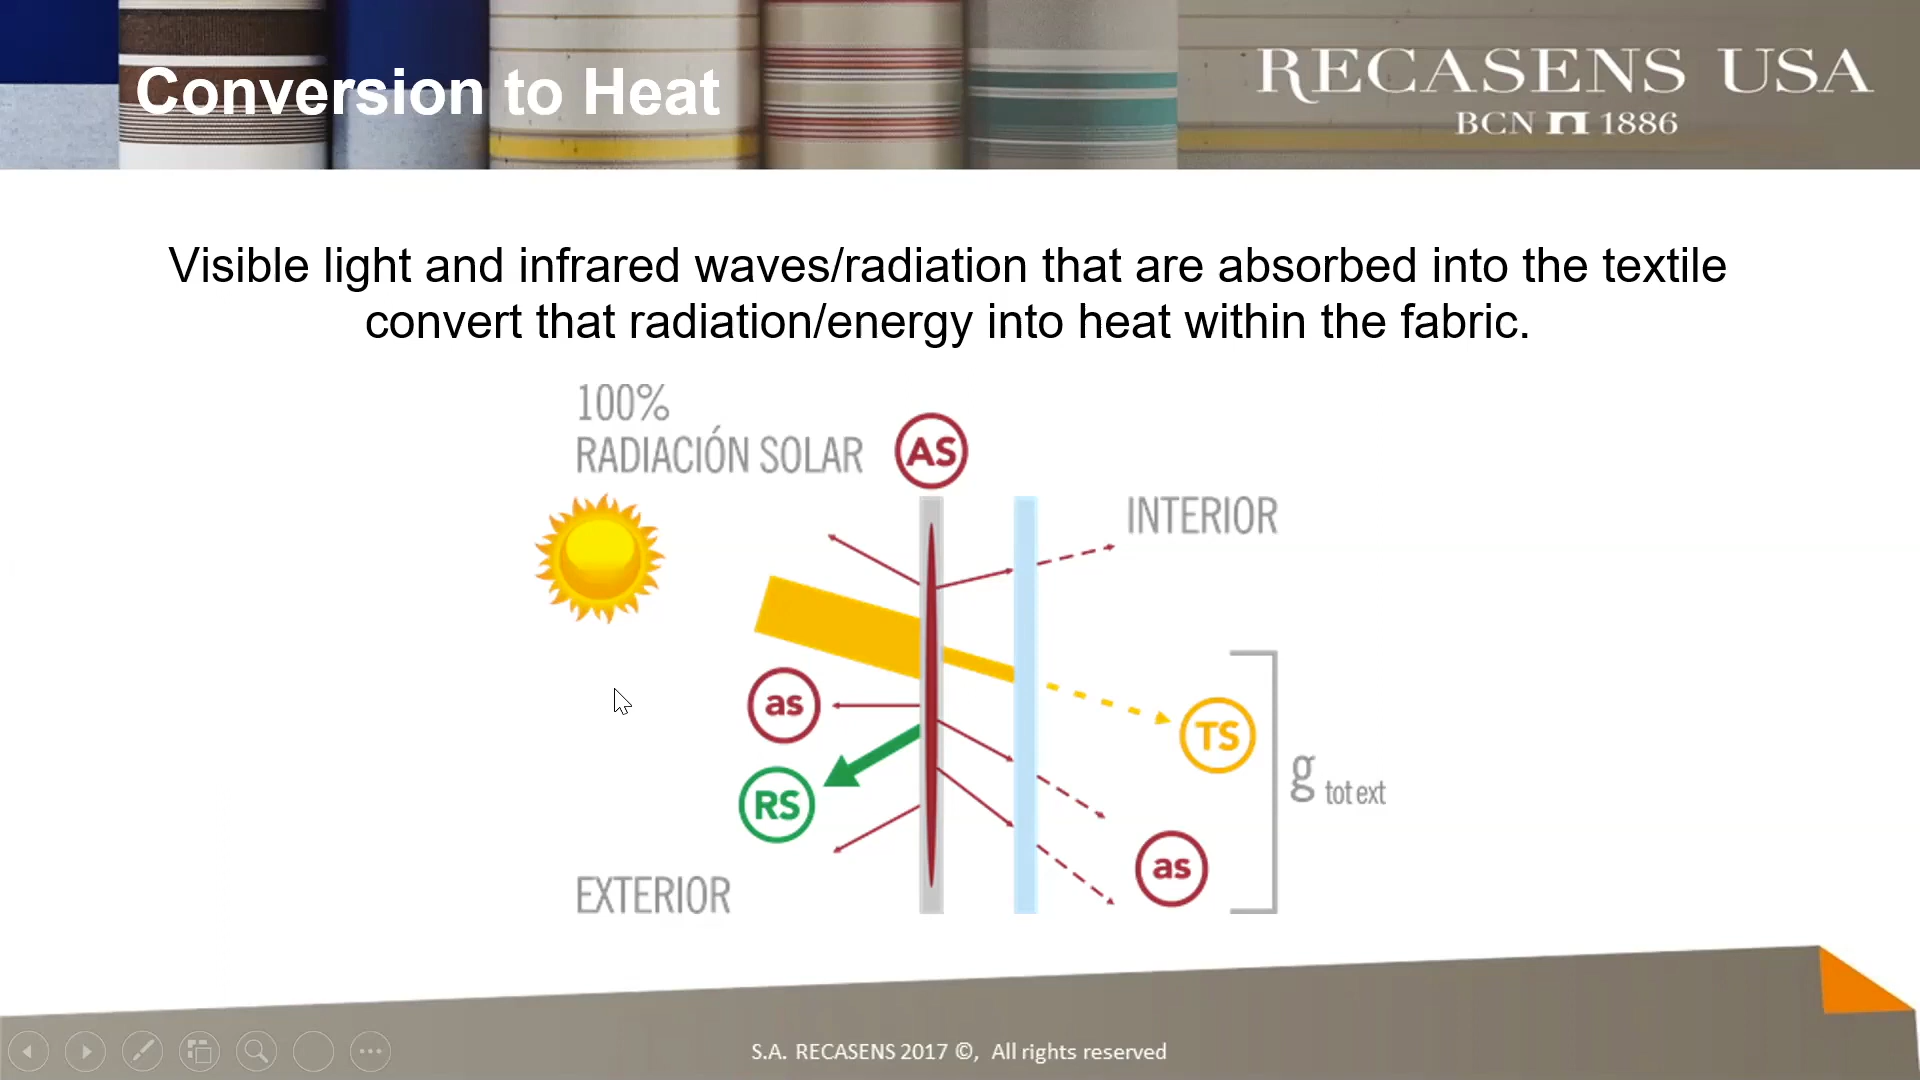 Conversion to Heat
RECASENS USA
BCN 1886
Visible light and infrared waves/radiation that are absorbed into the textile
convert that radiation/energy into heat within the fabric.
100%
RADIACIÓN SOLAR
AS
INTERIOR
as
TS
RS
g tot ext
as
EXTERIOR
S.A. RECASENS 2017 ©, All rights reserved